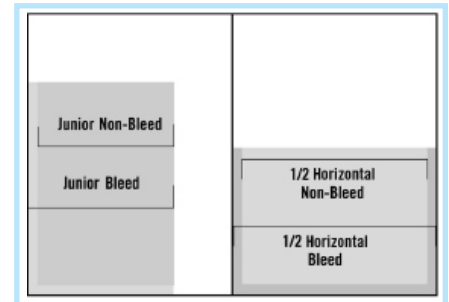 Junior Non-Bleed
Junior Bleed
1/2 Horizontal
Non-Bleed
1/2 Horizontal
Bleed